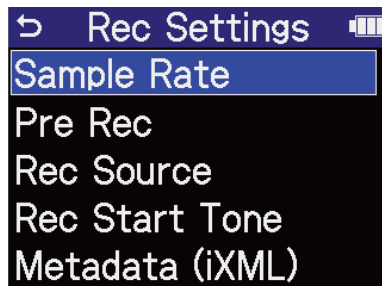 Rec Settings
Sample Rate
Pre Rec
Rec Source
Rec Start Tone
Metadata (iXML)